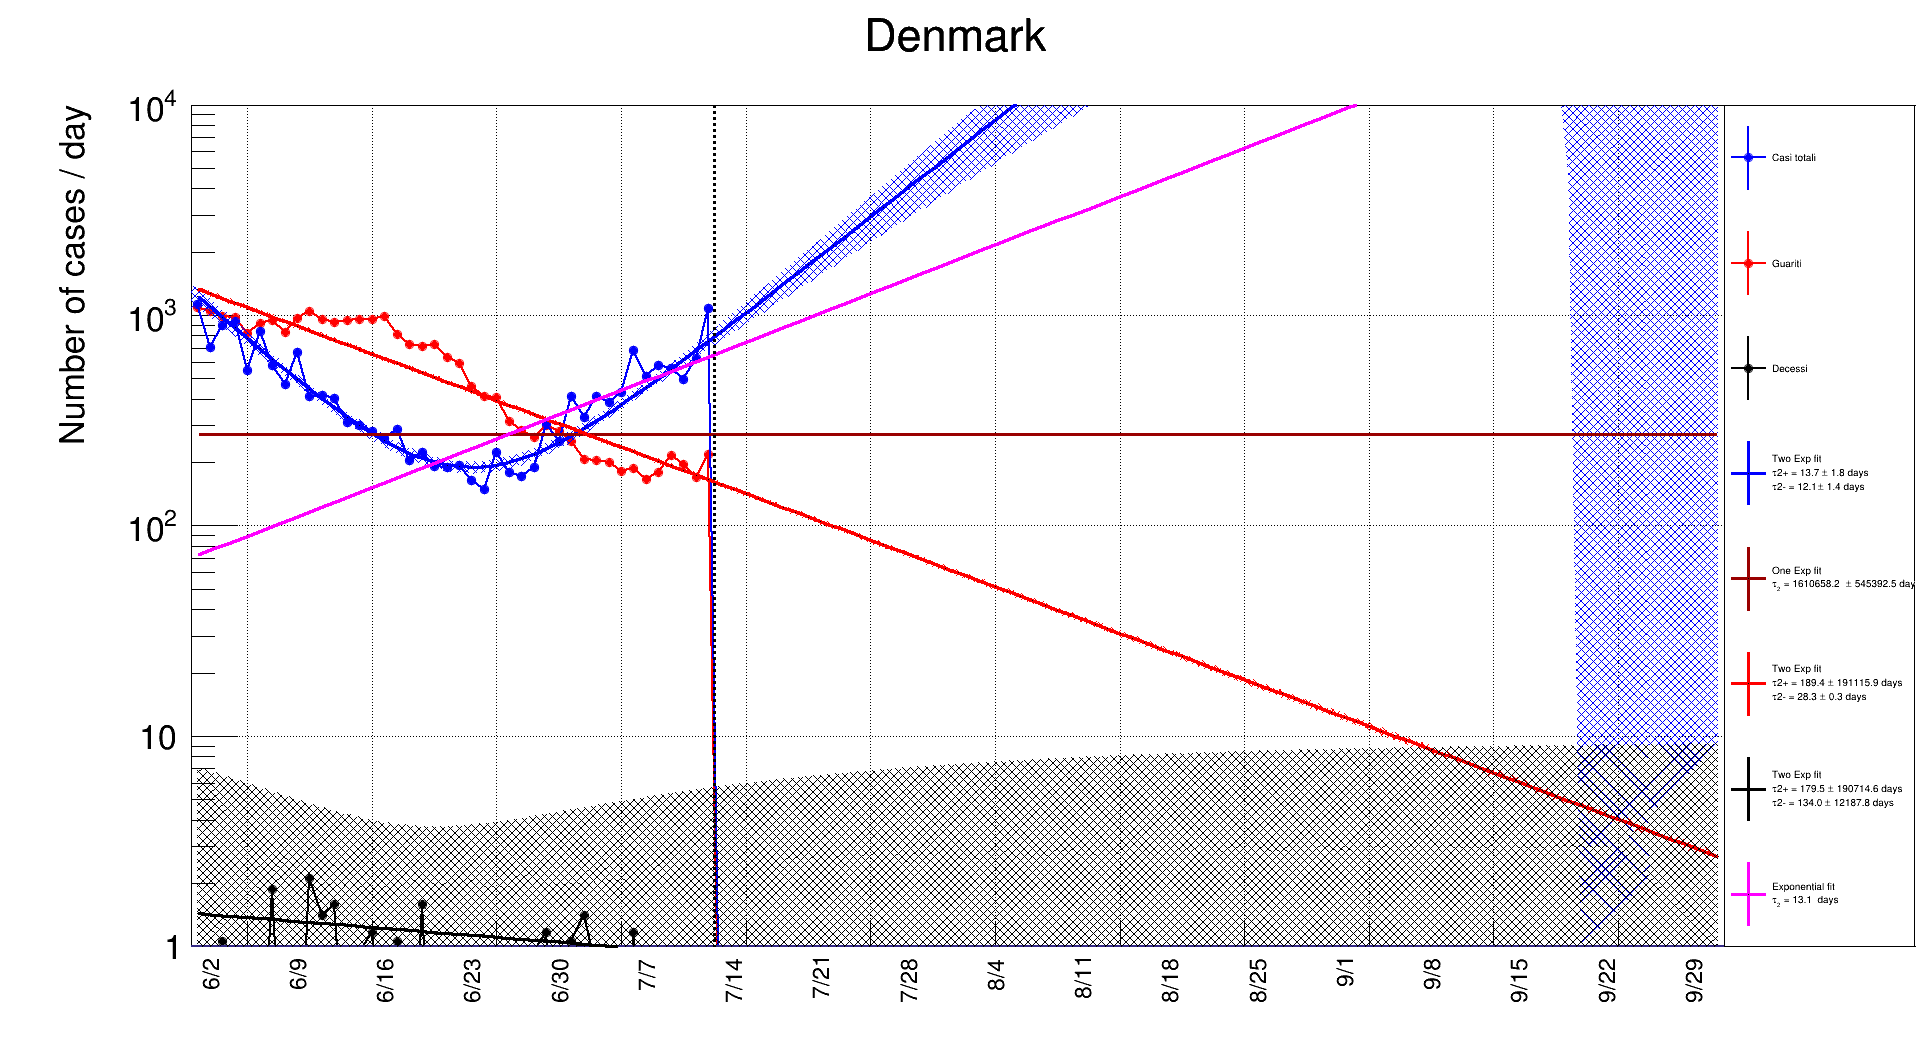 Denmark
Number of cases / day
10⁴
10³
10²
10
1
6/2 6/9 6/16 6/23 6/30 7/7 7/14 7/21 7/28 8/4 8/11 8/18 8/25 9/1 9/8 9/15 9/22 9/29
Casi totali
Guariti
Decessi
Two Exp fit
τ2+ = 13.7 ± 1.8 days
τ2- = 12.1 ± 1.4 days
One Exp fit
τ₂ = 1610658.2 ± 545392.5 day
Two Exp fit
τ2+ = 189.4 ± 191115.9 days
τ2- = 28.3 ± 0.3 days
Two Exp fit
τ2+ = 179.5 ± 190714.6 days
τ2- = 134.0 ± 12187.8 days
Exponential fit
τ₂ = 13.1 days